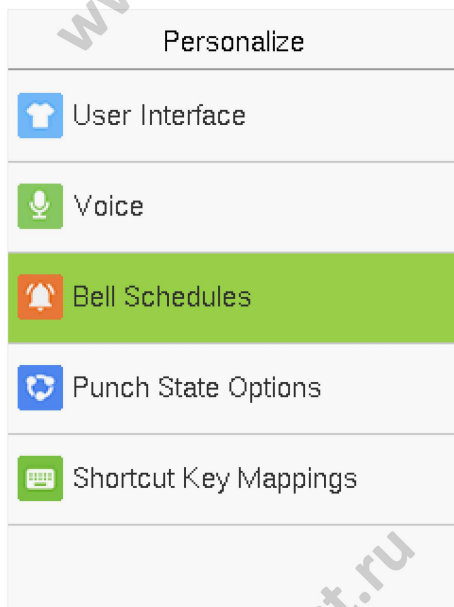 Personalize
User Interface
Voice
Bell Schedules
Punch State Options
Shortcut Key Mappings